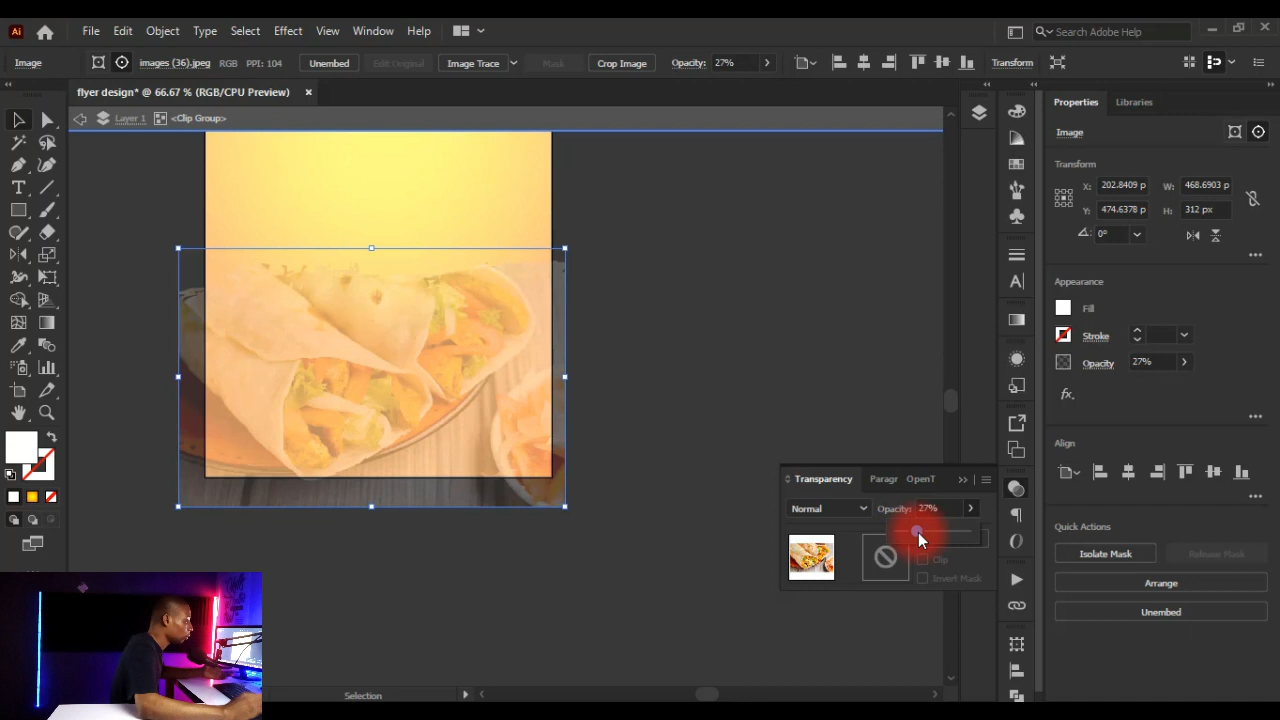 Ai File Edit Object Type Select Effect View Window Help Search Adobe Help
Image images (36).jpeg RGB PPI: 104 Unembed Edit Original Image Trace Mask Crop Image Opacity: 27% Transform
flyer design* @ 66.67 % (RGB/CPU Preview) ×
Layer 1 <Clip Group>
Properties Libraries
Image
Transform
X: 202.8409 p W: 468.6903 p
Y: 474.6378 p H: 312 px
0°
Appearance
Fill
Stroke
Opacity 27%
fx.
Align
Transparency Paragr OpenT
Normal Opacity: 27%
Clip
Invert Mask
Quick Actions
Isolate Mask Release Mask
Arrange
Unembed
Selection